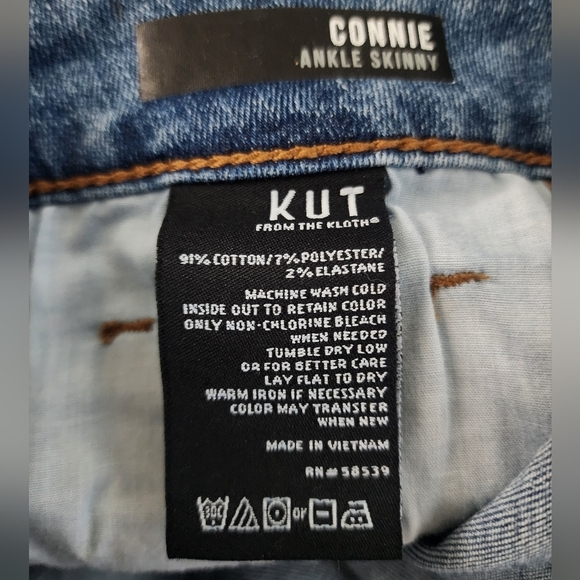 CONNIE
ANKLE SKINNY
KUT
FROM THE KLOTH®
91% COTTON/7% POLYESTER/
2% ELASTANE
MACHINE WASH COLD
INSIDE OUT TO RETAIN COLOR
ONLY NON-CHLORINE BLEACH
WHEN NEEDED
TUMBLE DRY LOW
OR FOR BETTER CARE
LAY FLAT TO DRY
WARM IRON IF NECESSARY
COLOR MAY TRANSFER
WHEN NEW
MADE IN VIETNAM
RN# 58539
30C or